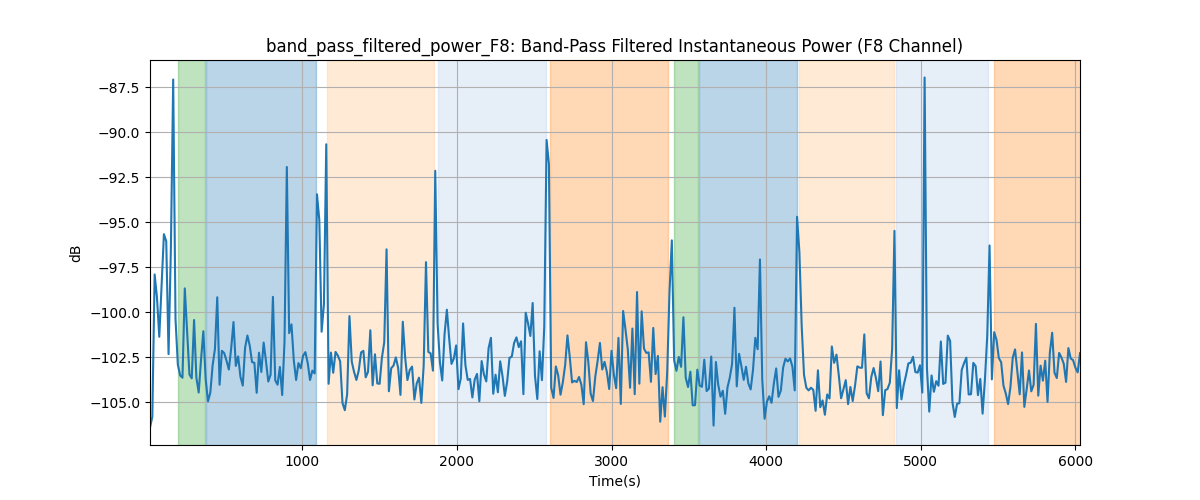 band_pass_filtered_power_F8: Band-Pass Filtered Instantaneous Power (F8 Channel)
−87.5
−90.0
−92.5
−95.0
−97.5
−100.0
−102.5
−105.0
dB
1000 2000 3000 4000 5000 6000
Time(s)